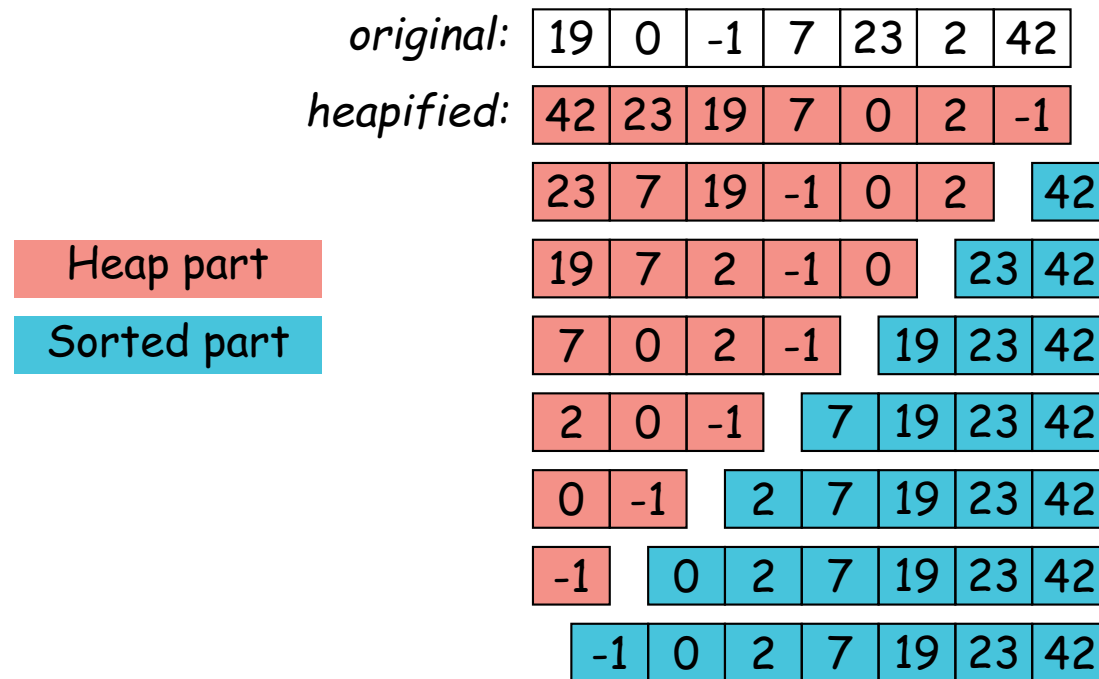 original: 19 0 -1 7 23 2 42
heapified: 42 23 19 7 0 2 -1
23 7 19 -1 0 2 42
Heap part 19 7 2 -1 0 23 42
Sorted part 7 0 2 -1 19 23 42
2 0 -1 7 19 23 42
0 -1 2 7 19 23 42
-1 0 2 7 19 23 42
-1 0 2 7 19 23 42